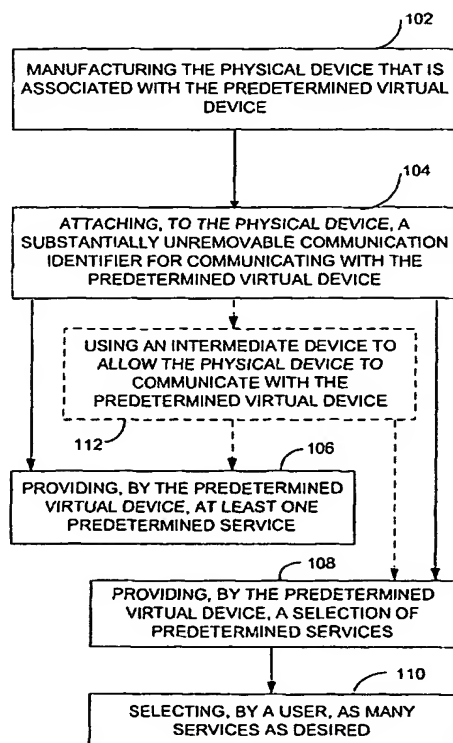 102
MANUFACTURING THE PHYSICAL DEVICE THAT IS
ASSOCIATED WITH THE PREDETERMINED VIRTUAL
DEVICE
104
ATTACHING, TO THE PHYSICAL DEVICE, A
SUBSTANTIALLY UNREMOVABLE COMMUNICATION
IDENTIFIER FOR COMMUNICATING WITH THE
PREDETERMINED VIRTUAL DEVICE
USING AN INTERMEDIATE DEVICE TO
ALLOW THE PHYSICAL DEVICE TO
COMMUNICATE WITH THE
PREDETERMINED VIRTUAL DEVICE
112
106
PROVIDING, BY THE PREDETERMINED
VIRTUAL DEVICE, AT LEAST ONE
PREDETERMINED SERVICE
108
PROVIDING, BY THE PREDETERMINED
VIRTUAL DEVICE, A SELECTION OF
PREDETERMINED SERVICES
110
SELECTING, BY A USER, AS MANY
SERVICES AS DESIRED